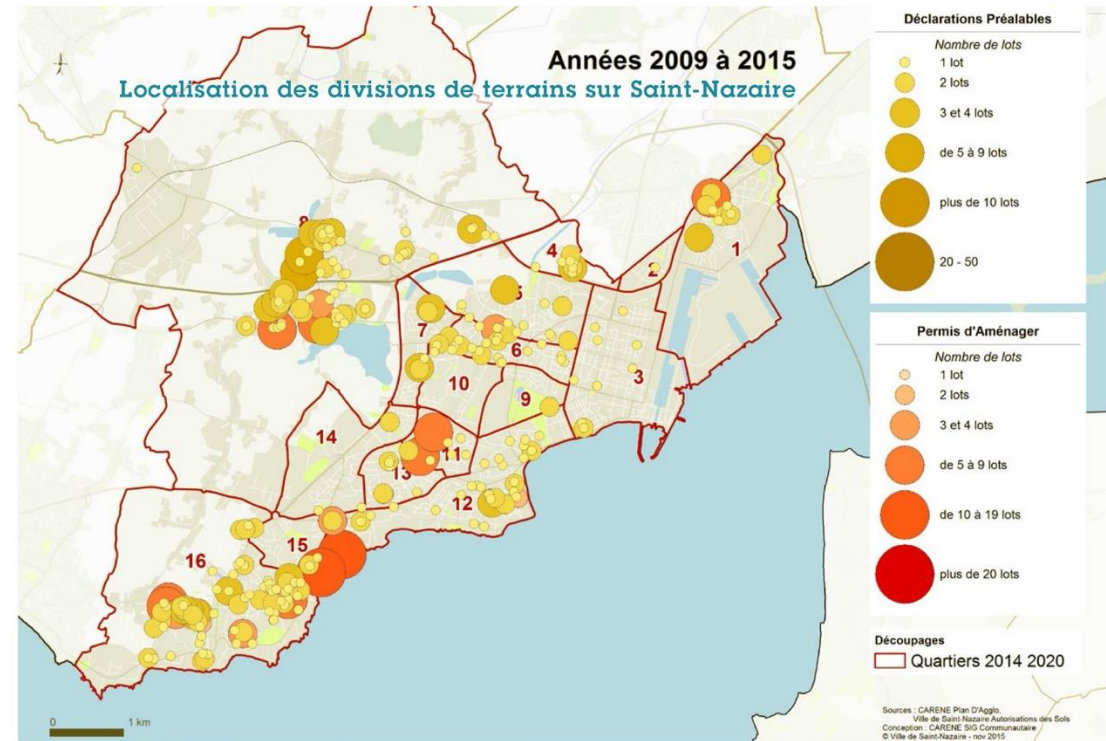 Années 2009 à 2015
Localisation des divisions de terrains sur Saint-Nazaire
8
4
2
1
5
7
6
3
10
9
14
11
13
12
15
16
0 1 km
Déclarations Préalables
Nombre de lots
1 lot
2 lots
3 et 4 lots
de 5 à 9 lots
plus de 10 lots
20 - 50
Permis d'Aménager
Nombre de lots
1 lot
2 lots
3 et 4 lots
de 5 à 9 lots
de 10 à 19 lots
plus de 20 lots
Découpages
Quartiers 2014 2020
Sources : CARENE Plan D'Agglo,
Ville de Saint-Nazaire Autorisations des Sols
Conception : CARENE SIG Communautaire
© Ville de Saint-Nazaire - nov 2015